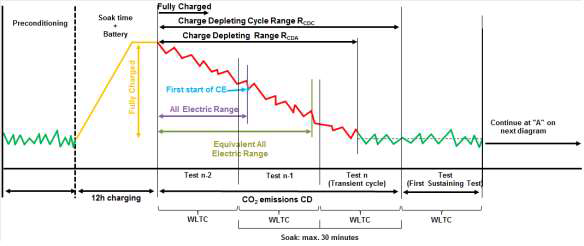 Fully Charged
Preconditioning
Soak time
+
Battery
Charge Depleting Cycle Range RCDC
Charge Depleting Range RCDA
Fully Charged
First start of CE
All Electric Range
Equivalent All
Electric Range
Continue at "A" on
next diagram
Test n-2
Test n-1
Test n
(Transient cycle)
Test
(First Sustaining Test)
12h charging
CO2 emissions CD
WLTC
WLTC
WLTC
WLTC
Soak: max. 30 minutes